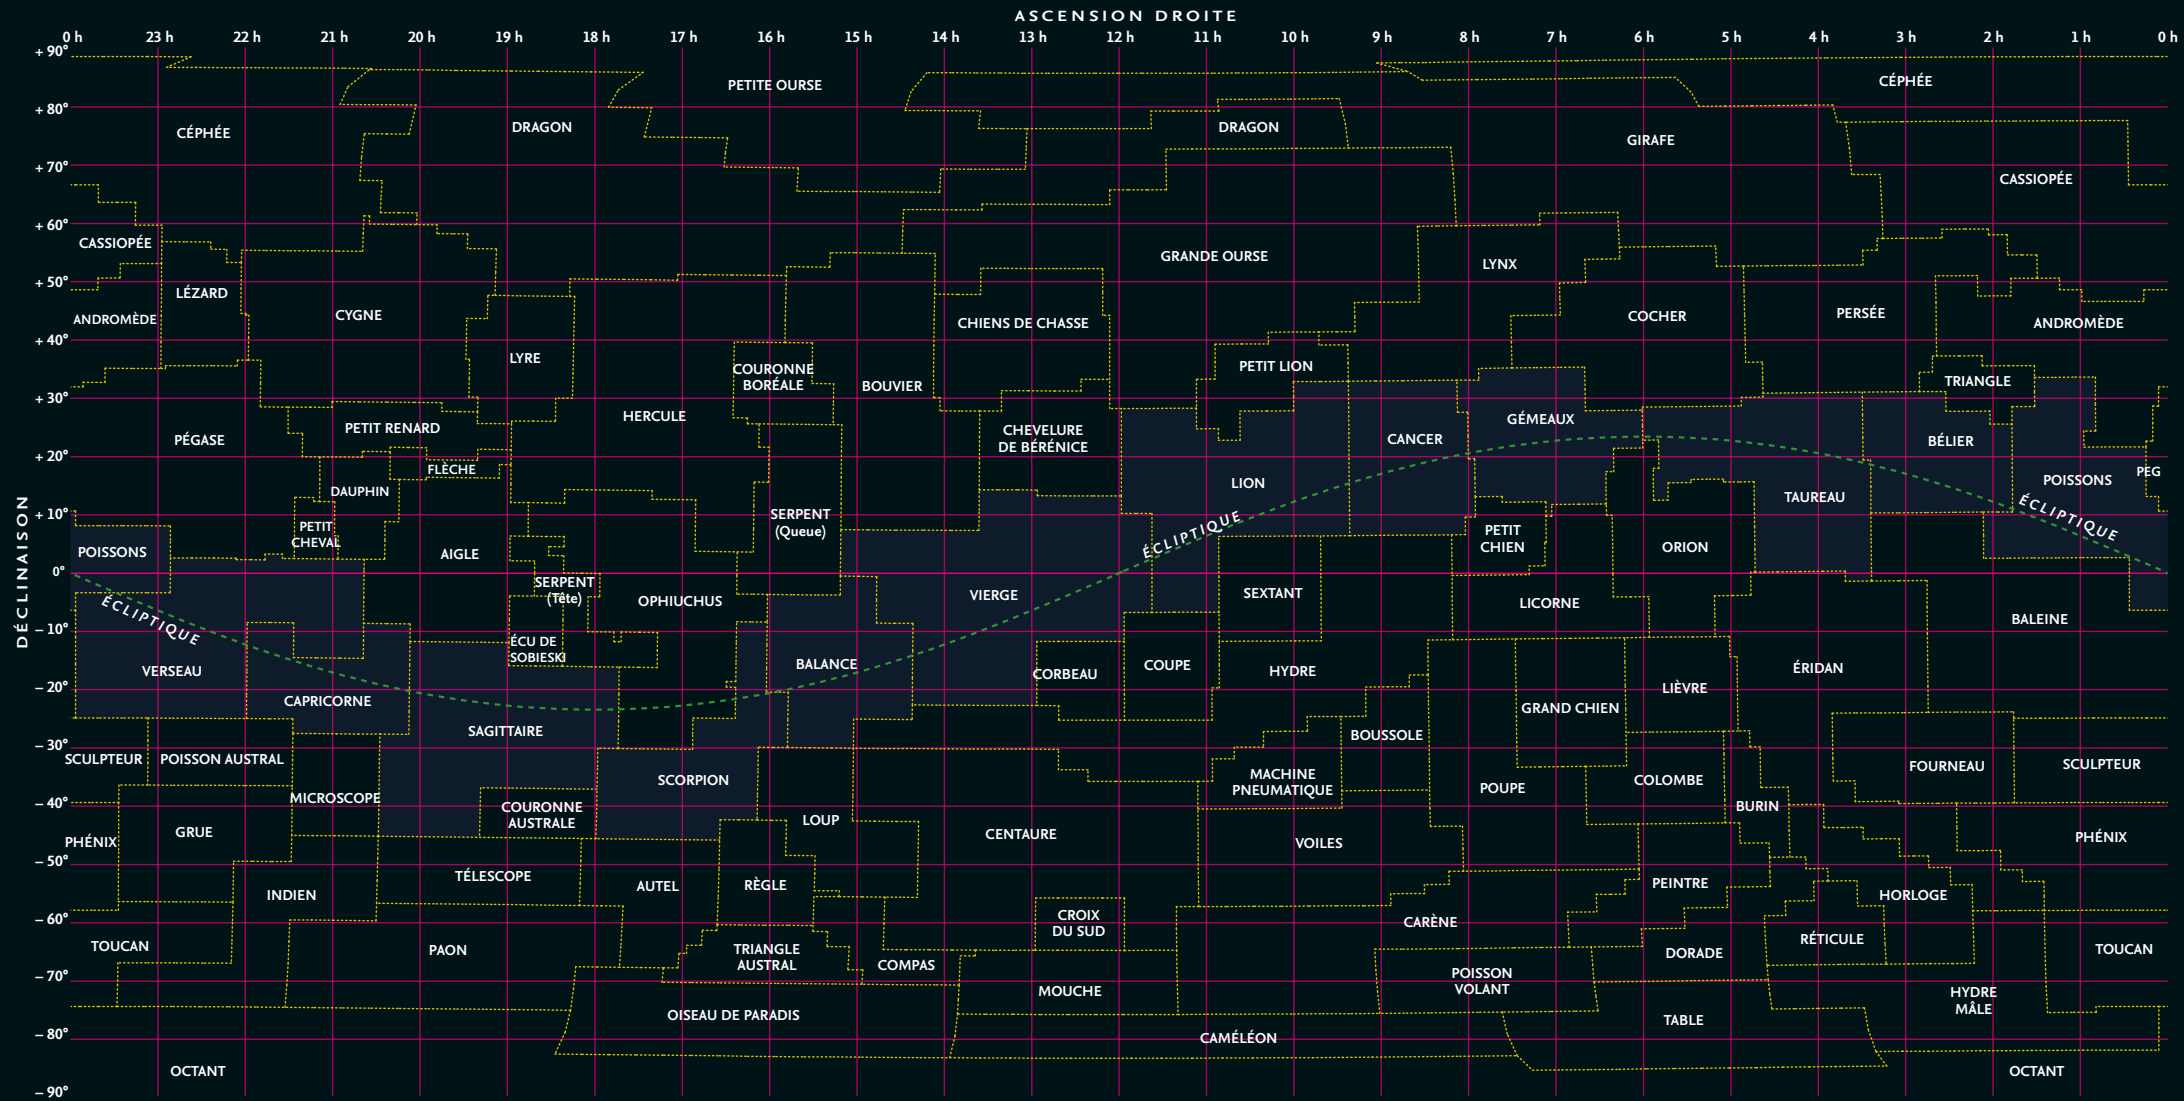 ASCENSION DROITE
0 h 23 h 22 h 21 h 20 h 19 h 18 h 17 h 16 h 15 h 14 h 13 h 12 h 11 h 10 h 9 h 8 h 7 h 6 h 5 h 4 h 3 h 2 h 1 h 0 h
DÉCLINAISON
+ 90°
+ 80°
+ 70°
+ 60°
+ 50°
+ 40°
+ 30°
+ 20°
+ 10°
0°
– 10°
– 20°
– 30°
– 40°
– 50°
– 60°
– 70°
– 80°
– 90°
PETITE OURSE
CÉPHÉE
CÉPHÉE
DRAGON
DRAGON
GIRAFE
CASSIOPÉE
CASSIOPÉE
GRANDE OURSE
LYNX
LÉZARD
ANDROMÈDE
CYGNE
CHIENS DE CHASSE
COCHER
PERSÉE
ANDROMÈDE
LYRE
COURONNE
BORÉALE
BOUVIER
PETIT LION
TRIANGLE
HERCULE
GÉMEAUX
PÉGASE
PETIT RENARD
CHEVELURE
DE BÉRÉNICE
CANCER
BÉLIER
FLÈCHE
DAUPHIN
LION
TAUREAU
POISSONS
PEG
PETIT
CHEVAL
SERPENT
(Queue)
ÉCLIPTIQUE
ÉCLIPTIQUE
PETIT
CHIEN
ORION
POISSONS
AIGLE
SERPENT
(Tête)
OPHIUCHUS
VIERGE
SEXTANT
LICORNE
BALEINE
ÉCLIPTIQUE
ÉCU DE
SOBIESKI
VERSEAU
BALANCE
CORBEAU
COUPE
HYDRE
ÉRIDAN
CAPRICORNE
LIÈVRE
GRAND CHIEN
SAGITTAIRE
BOUSSOLE
SCULPTEUR
POISSON AUSTRAL
FOURNEAU
SCULPTEUR
SCORPION
MACHINE
PNEUMATIQUE
POUPE
COLOMBE
MICROSCOPE
COURONNE
AUSTRALE
BURIN
GRUE
LOUP
CENTAURE
VOILES
PHÉNIX
PHÉNIX
TÉLESCOPE
AUTEL
RÈGLE
PEINTRE
INDIEN
HORLOGE
CROIX
DU SUD
CARÈNE
TOUCAN
PAON
TRIANGLE
AUSTRAL
COMPAS
DORADE
RÉTICULE
TOUCAN
POISSON
VOLANT
MOUCHE
HYDRE
MÂLE
OISEAU DE PARADIS
TABLE
CAMÉLÉON
OCTANT
OCTANT